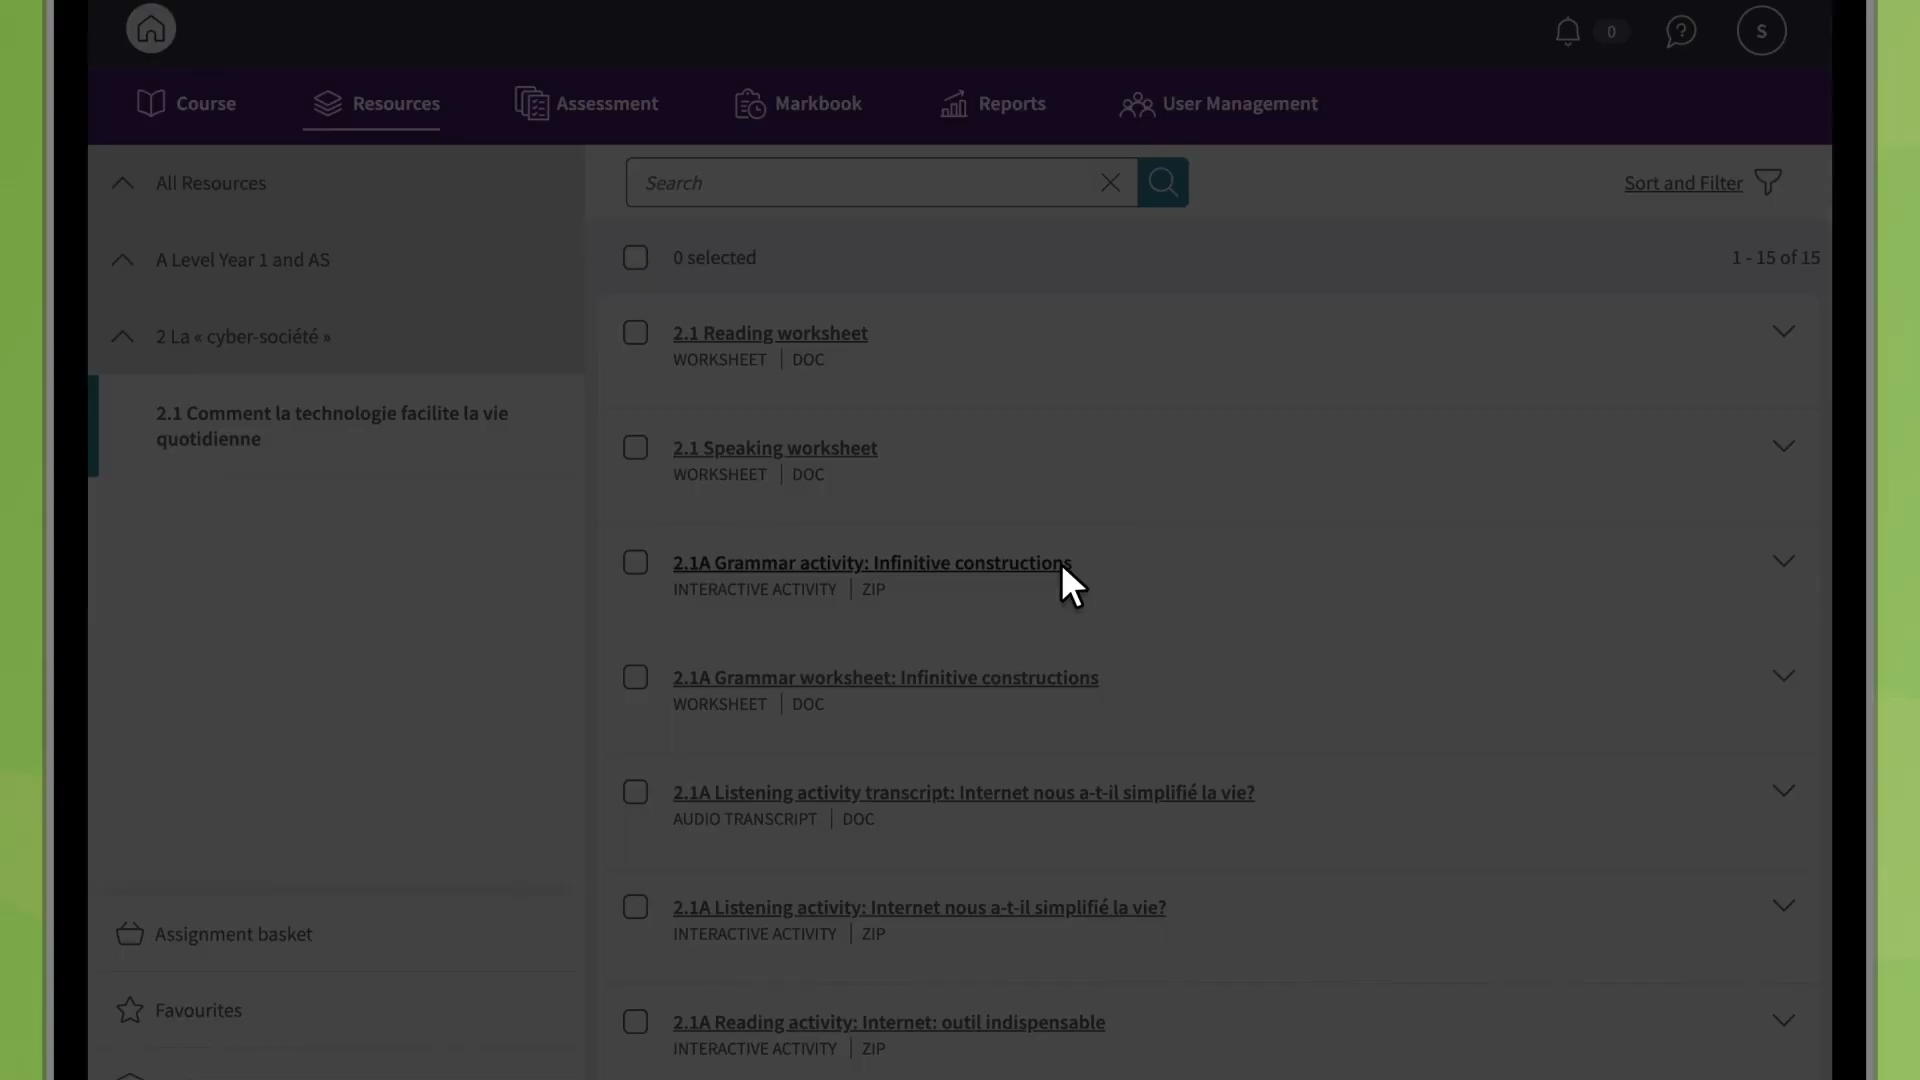 0
S
Course
Resources
Assessment
Markbook
Reports
User Management
All Resources
A Level Year 1 and AS
2 La « cyber-société »
2.1 Comment la technologie facilite la vie
quotidienne
Assignment basket
Favourites
Search
Sort and Filter
0 selected
1 - 15 of 15
2.1 Reading worksheet
WORKSHEET | DOC
2.1 Speaking worksheet
WORKSHEET | DOC
2.1A Grammar activity: Infinitive constructions
INTERACTIVE ACTIVITY | ZIP
2.1A Grammar worksheet: Infinitive constructions
WORKSHEET | DOC
2.1A Listening activity transcript: Internet nous a-t-il simplifié la vie?
AUDIO TRANSCRIPT | DOC
2.1A Listening activity: Internet nous a-t-il simplifié la vie?
INTERACTIVE ACTIVITY | ZIP
2.1A Reading activity: Internet: outil indispensable
INTERACTIVE ACTIVITY | ZIP